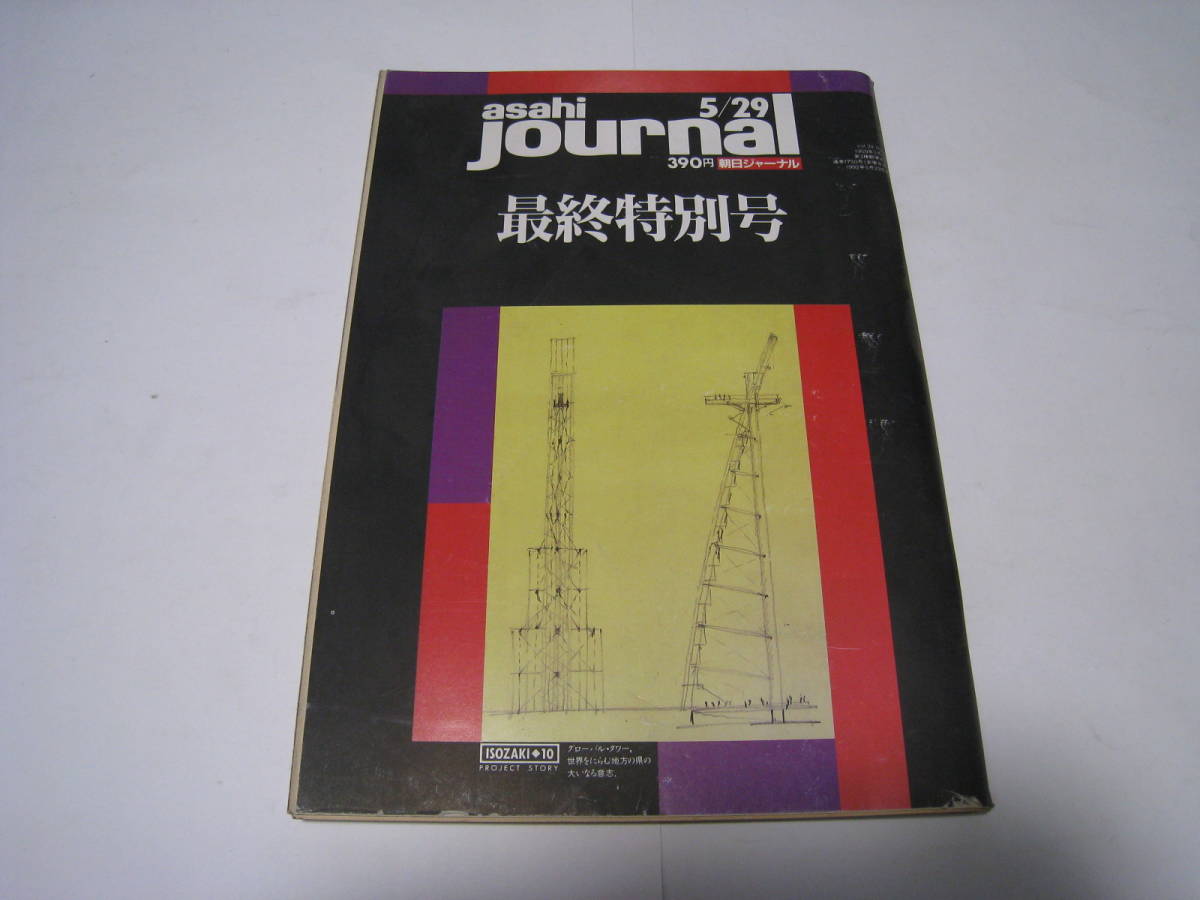 asahi
5/29
journal
390円 朝日ジャーナル
最終特別号
ISOZAKI◆10
PROJECT STORY
グローバル・タワー。
世界をにらむ地方の県の
大いなる意志。